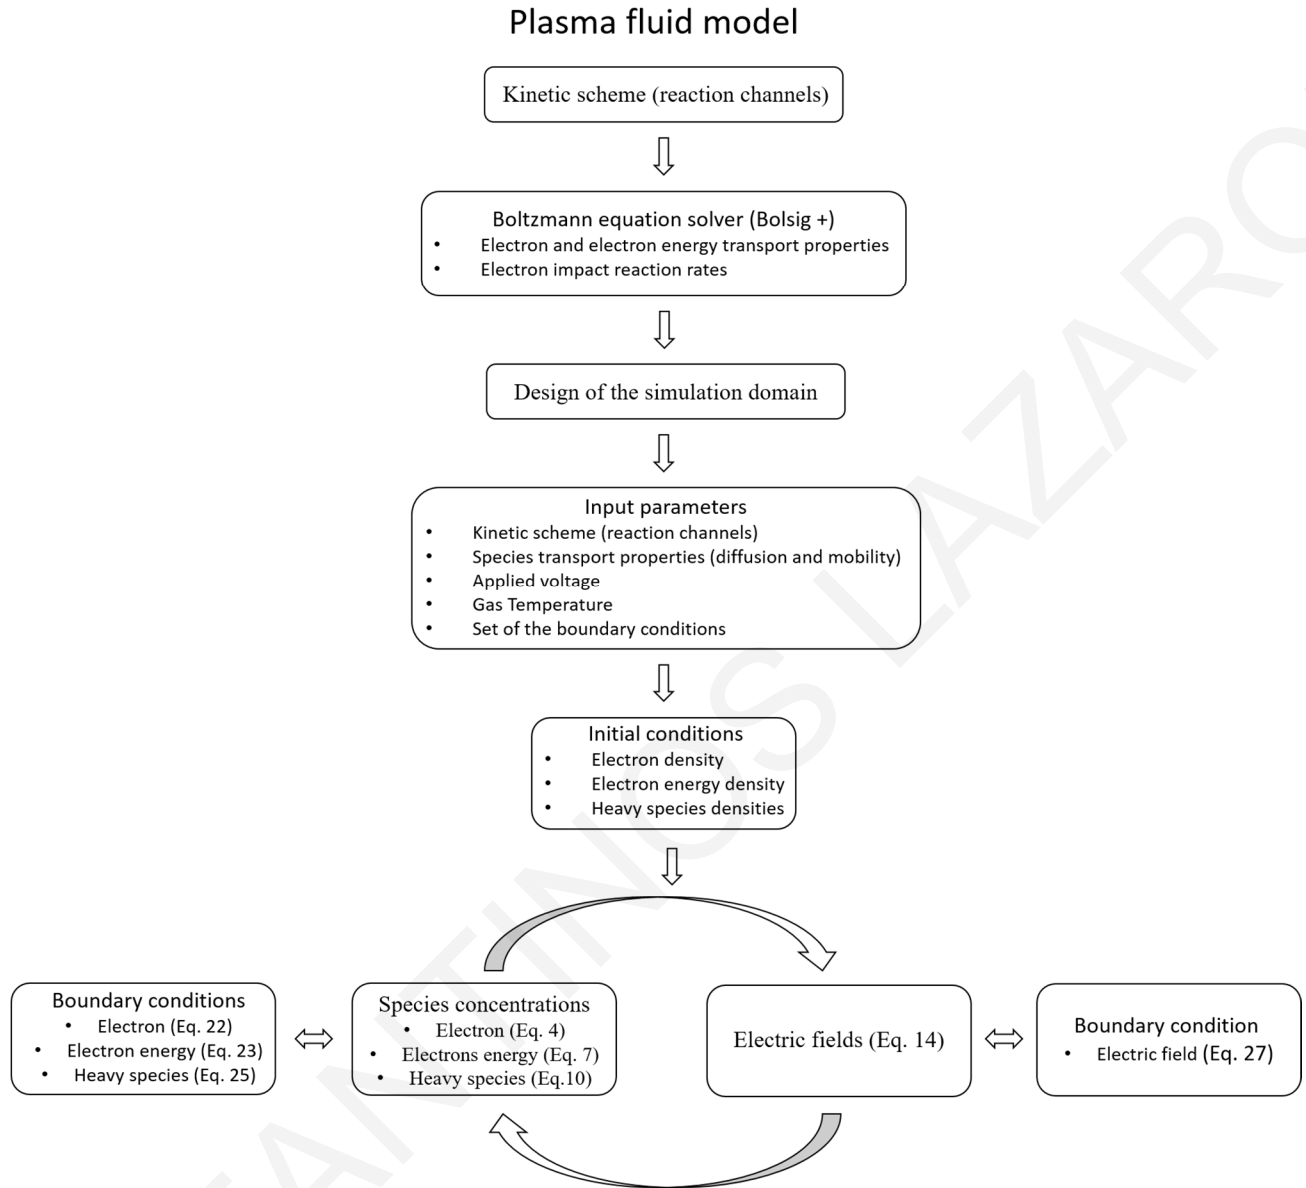 Plasma fluid model
Kinetic scheme (reaction channels)
Boltzmann equation solver (Bolsig +)
• Electron and electron energy transport properties
• Electron impact reaction rates
Design of the simulation domain
Input parameters
• Kinetic scheme (reaction channels)
• Species transport properties (diffusion and mobility)
• Applied voltage
• Gas Temperature
• Set of the boundary conditions
Initial conditions
• Electron density
• Electron energy density
• Heavy species densities
Boundary conditions
• Electron (Eq. 22)
• Electron energy (Eq. 23)
• Heavy species (Eq. 25)
Species concentrations
• Electron (Eq. 4)
• Electrons energy (Eq. 7)
• Heavy species (Eq.10)
Electric fields (Eq. 14)
Boundary condition
• Electric field (Eq. 27)
TANTINOS LAZARO